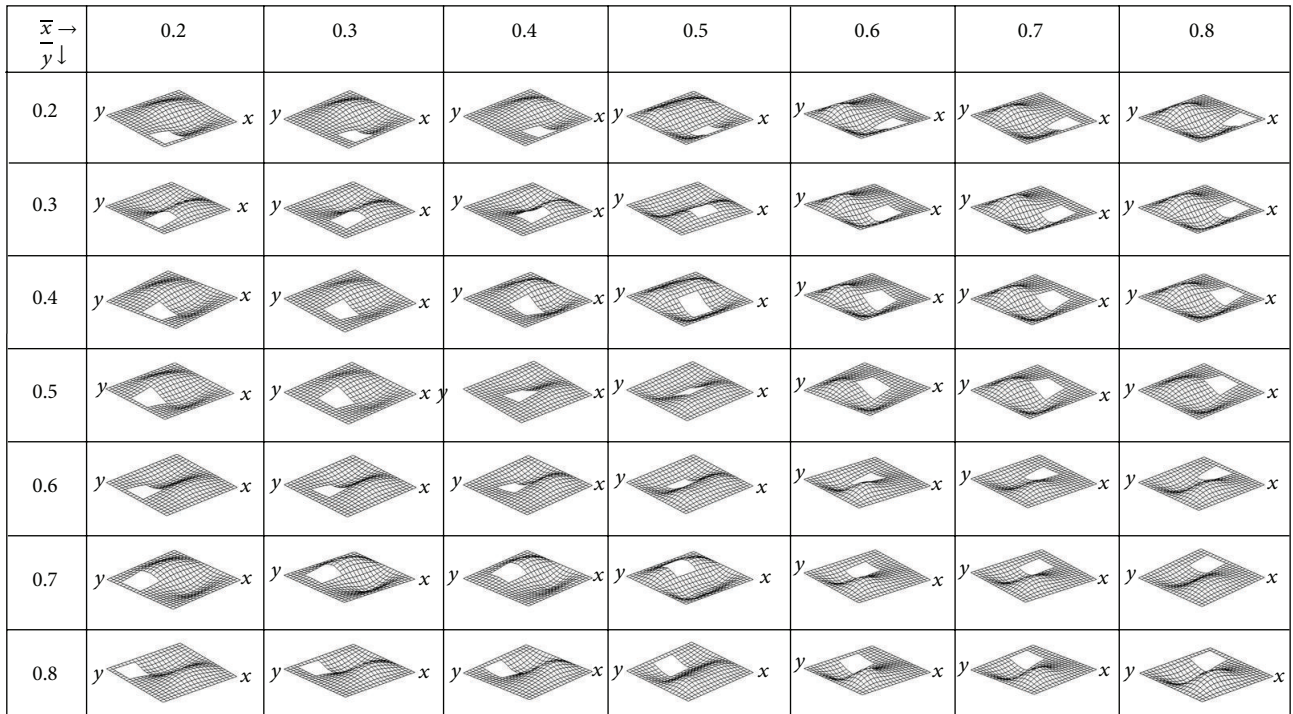 x̅ → 0.2 0.3 0.4 0.5 0.6 0.7 0.8
y̅ ↓
0.2 y x y x y x y x y x y x y x
0.3 y x y x y x y x y x y x y x
0.4 y x y x y x y x y x y x y x
0.5 y x y x y x y x y x y x y x
0.6 y x y x y x y x y x y x y x
0.7 y x y x y x y x y x y x y x
0.8 y x y x y x y x y x y x y x